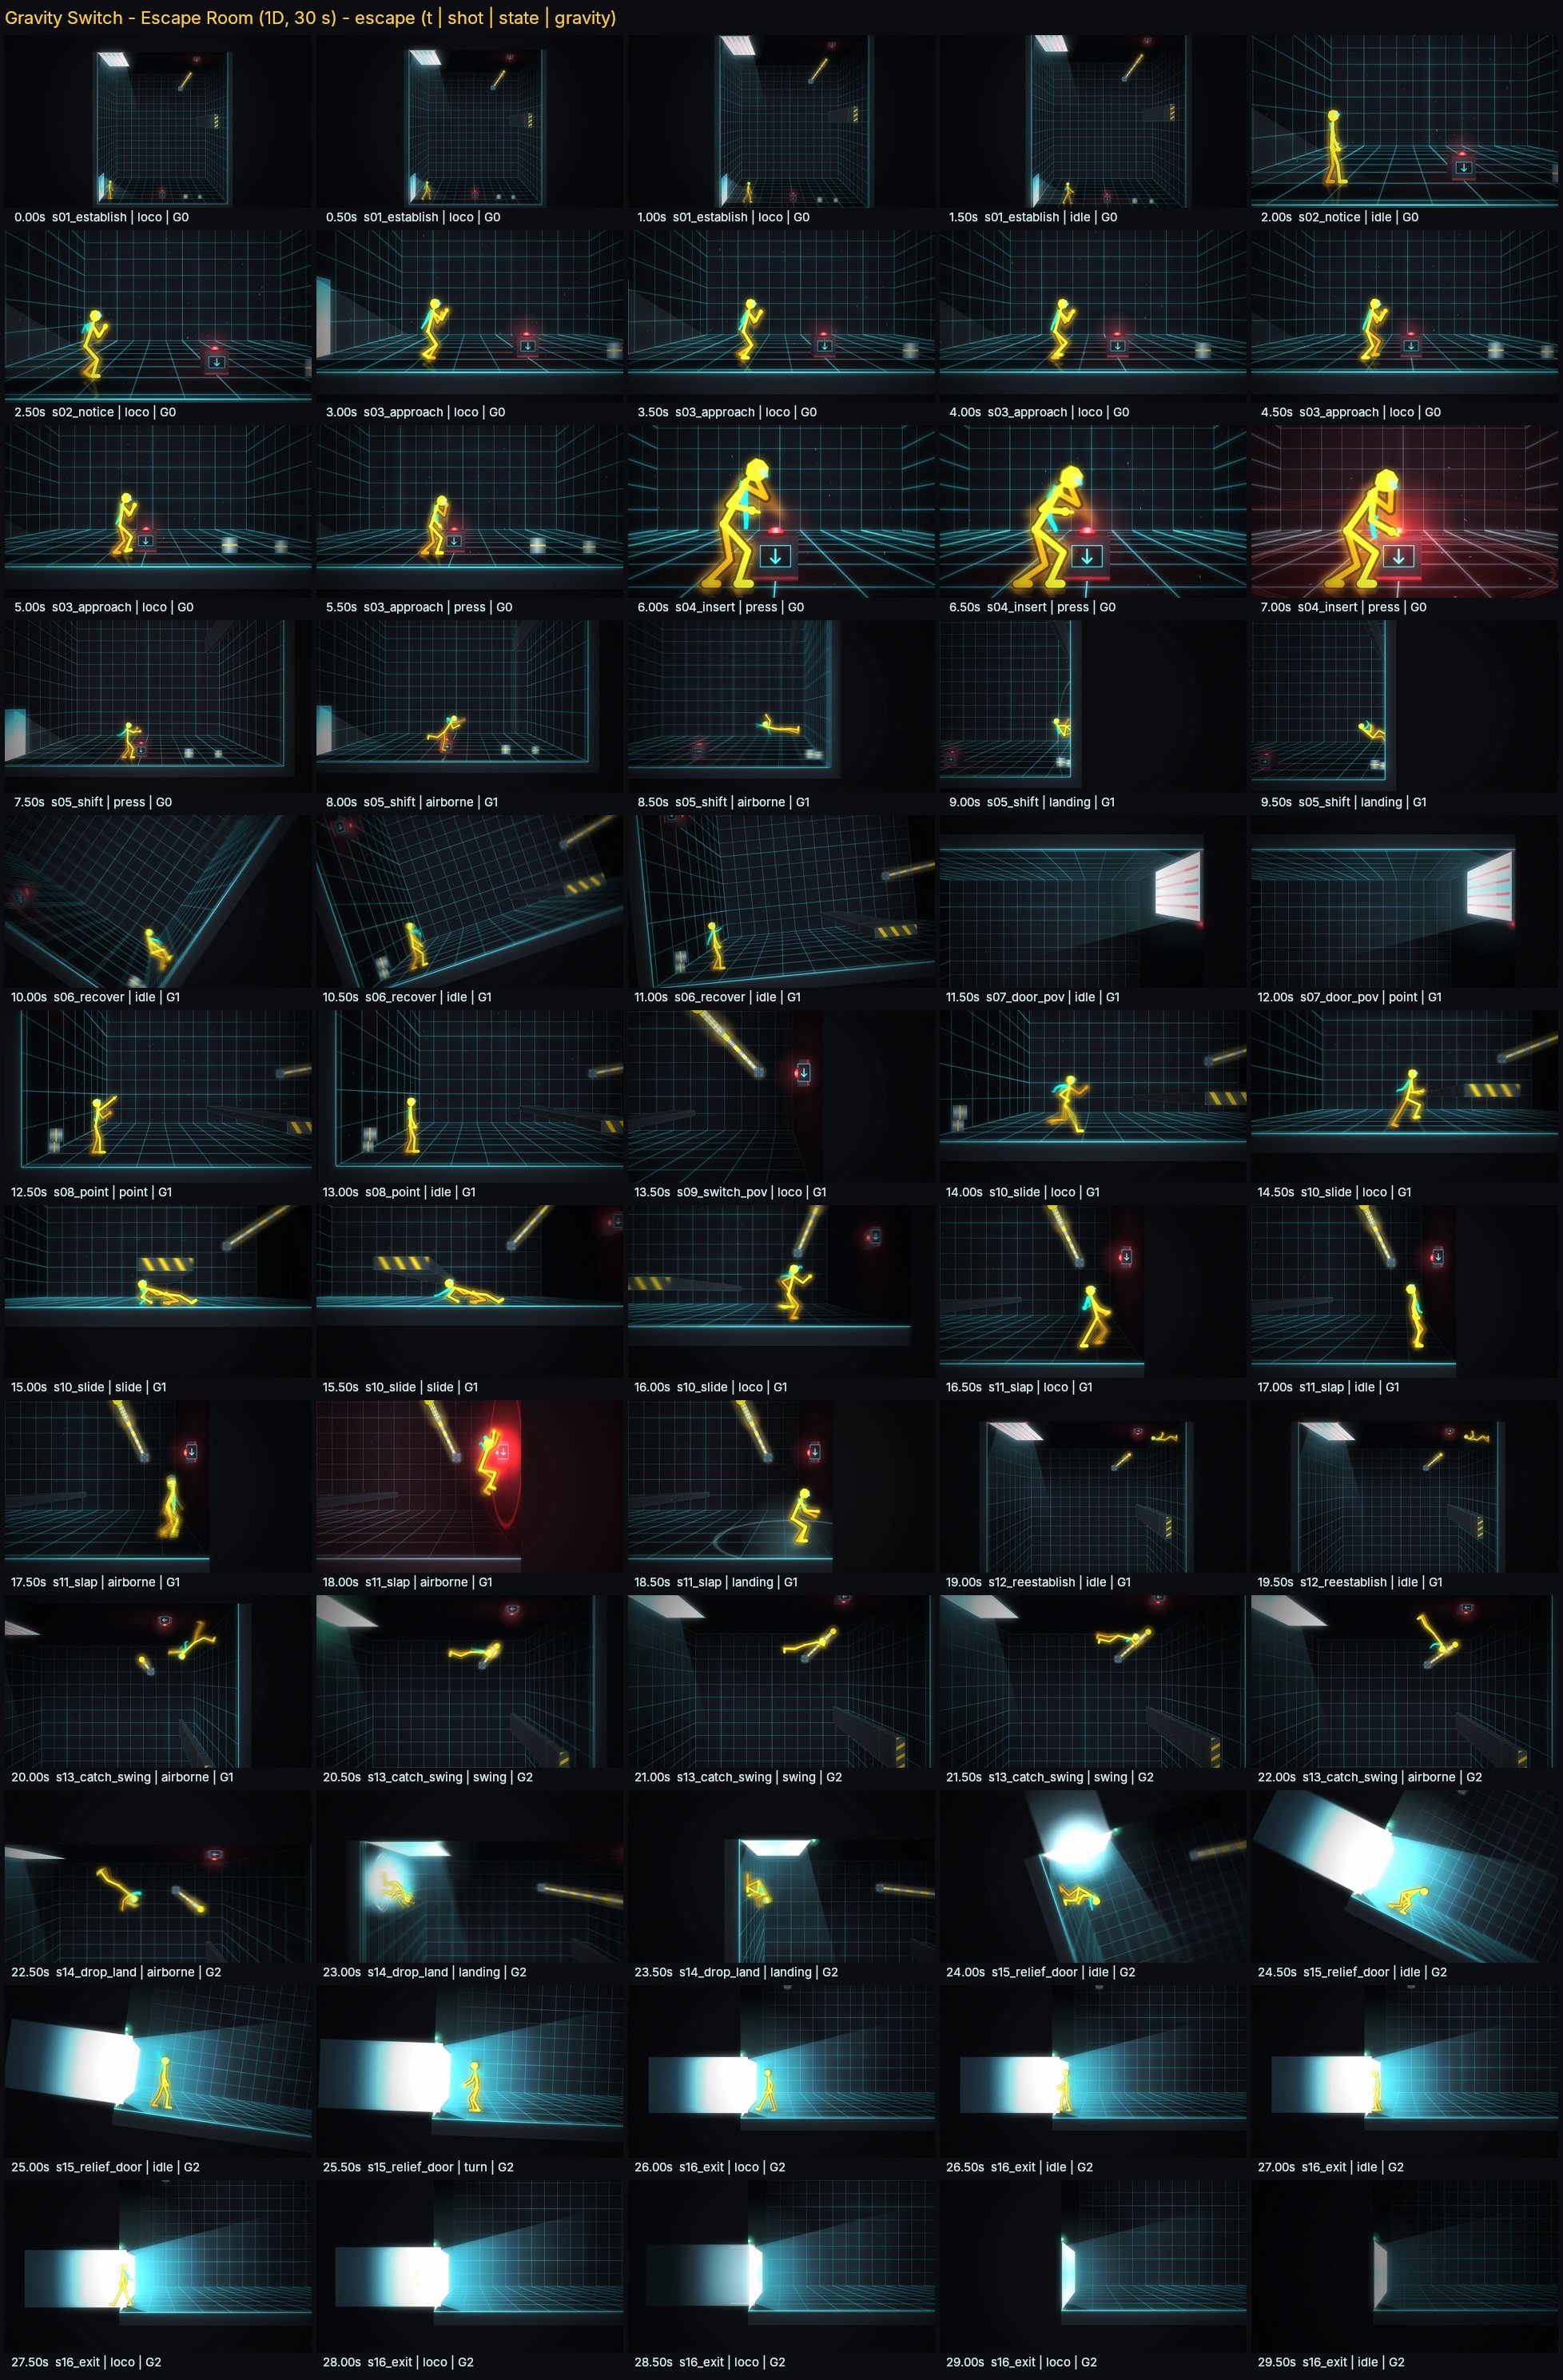 Gravity Switch - Escape Room (1D, 30 s) - escape (t | shot | state | gravity)
0.00s s01_establish | loco | G0
0.50s s01_establish | loco | G0
1.00s s01_establish | loco | G0
1.50s s01_establish | idle | G0
2.00s s02_notice | idle | G0
2.50s s02_notice | loco | G0
3.00s s03_approach | loco | G0
3.50s s03_approach | loco | G0
4.00s s03_approach | loco | G0
4.50s s03_approach | loco | G0
5.00s s03_approach | loco | G0
5.50s s03_approach | press | G0
6.00s s04_insert | press | G0
6.50s s04_insert | press | G0
7.00s s04_insert | press | G0
7.50s s05_shift | press | G0
8.00s s05_shift | airborne | G1
8.50s s05_shift | airborne | G1
9.00s s05_shift | landing | G1
9.50s s05_shift | landing | G1
10.00s s06_recover | idle | G1
10.50s s06_recover | idle | G1
11.00s s06_recover | idle | G1
11.50s s07_door_pov | idle | G1
12.00s s07_door_pov | point | G1
12.50s s08_point | point | G1
13.00s s08_point | idle | G1
13.50s s09_switch_pov | loco | G1
14.00s s10_slide | loco | G1
14.50s s10_slide | loco | G1
15.00s s10_slide | slide | G1
15.50s s10_slide | slide | G1
16.00s s10_slide | loco | G1
16.50s s11_slap | loco | G1
17.00s s11_slap | idle | G1
17.50s s11_slap | airborne | G1
18.00s s11_slap | airborne | G1
18.50s s11_slap | landing | G1
19.00s s12_reestablish | idle | G1
19.50s s12_reestablish | idle | G1
20.00s s13_catch_swing | airborne | G1
20.50s s13_catch_swing | swing | G2
21.00s s13_catch_swing | swing | G2
21.50s s13_catch_swing | swing | G2
22.00s s13_catch_swing | airborne | G2
22.50s s14_drop_land | airborne | G2
23.00s s14_drop_land | landing | G2
23.50s s14_drop_land | landing | G2
24.00s s15_relief_door | idle | G2
24.50s s15_relief_door | idle | G2
25.00s s15_relief_door | idle | G2
25.50s s15_relief_door | turn | G2
26.00s s16_exit | loco | G2
26.50s s16_exit | idle | G2
27.00s s16_exit | idle | G2
27.50s s16_exit | loco | G2
28.00s s16_exit | loco | G2
28.50s s16_exit | loco | G2
29.00s s16_exit | loco | G2
29.50s s16_exit | idle | G2